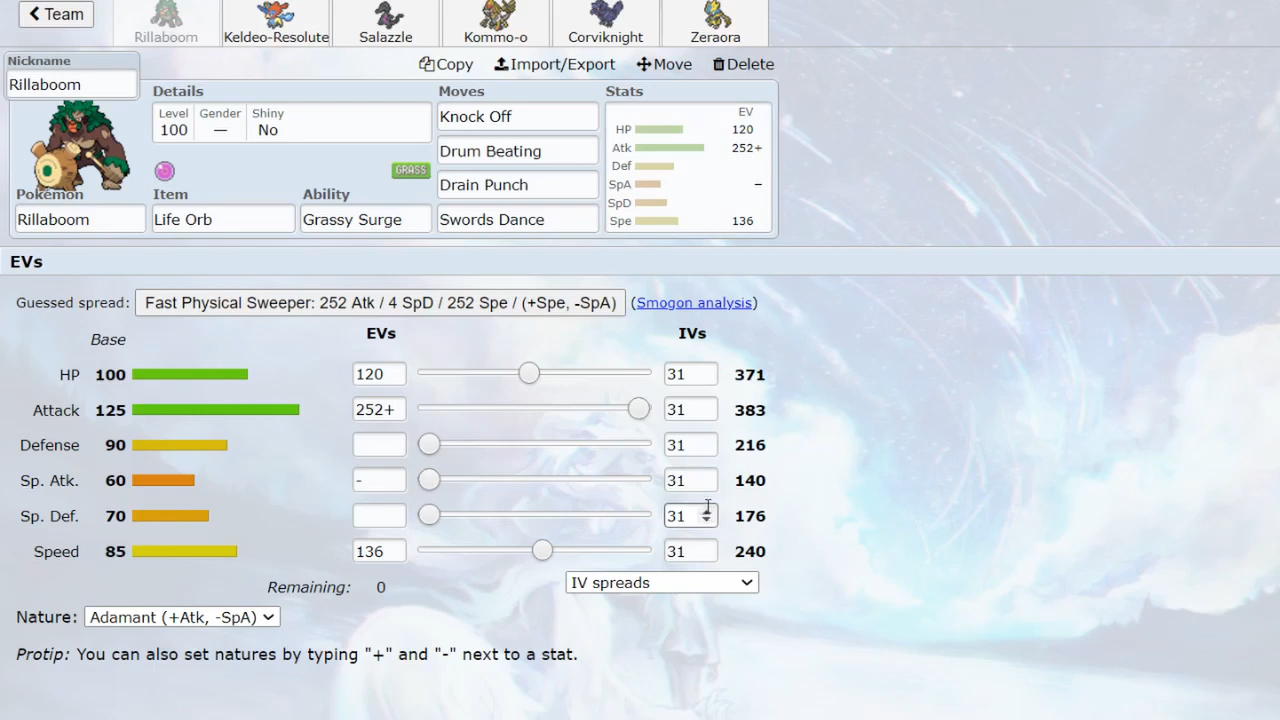 Team
Rillaboom
Keldeo-Resolute
Salazzle
Kommo-o
Corviknight
Zeraora
Copy
Import/Export
Move
Delete
Nickname
Rillaboom
Details
Level
100
Gender
—
Shiny
No
GRASS
Pokémon
Rillaboom
Item
Life Orb
Ability
Grassy Surge
Moves
Knock Off
Drum Beating
Drain Punch
Swords Dance
Stats
EV
HP 120
Atk 252+
Def
SpA –
SpD
Spe 136
EVs
Guessed spread: Fast Physical Sweeper: 252 Atk / 4 SpD / 252 Spe / (+Spe, -SpA) (Smogon analysis)
Base EVs IVs
HP 100 120 31 371
Attack 125 252+ 31 383
Defense 90 31 216
Sp. Atk. 60 - 31 140
Sp. Def. 70 31 176
Speed 85 136 31 240
Remaining: 0 IV spreads
Nature: Adamant (+Atk, -SpA)
Protip: You can also set natures by typing "+" and "-" next to a stat.